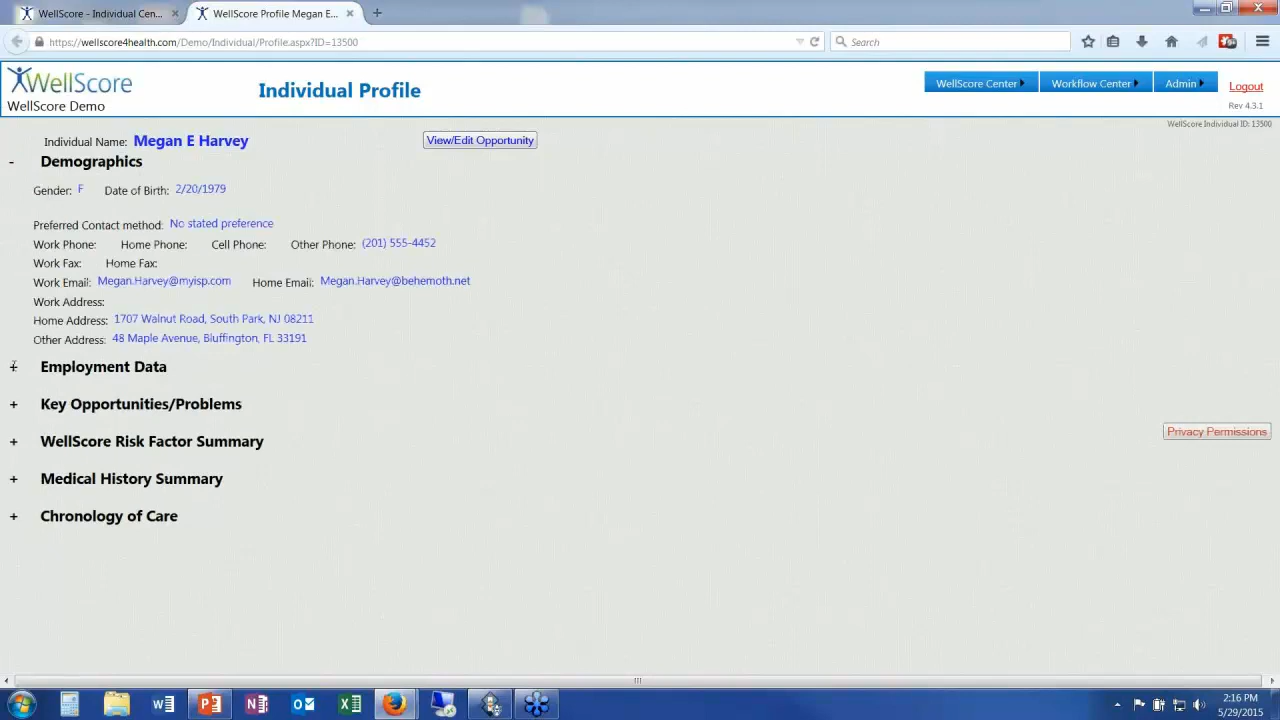 WellScore - Individual Cen...
WellScore Profile Megan E...
https://wellscore4health.com/Demo/Individual/Profile.aspx?ID=13500
Search
WellScore
WellScore Demo
Individual Profile
WellScore Center
Workflow Center
Admin
Logout
Rev 4.3.1
WellScore Individual ID: 13500
Individual Name: Megan E Harvey
View/Edit Opportunity
- Demographics
Gender: F Date of Birth: 2/20/1979
Preferred Contact method: No stated preference
Work Phone: Home Phone: Cell Phone: Other Phone: (201) 555-4452
Work Fax: Home Fax:
Work Email: Megan.Harvey@myisp.com Home Email: Megan.Harvey@behemoth.net
Work Address:
Home Address: 1707 Walnut Road, South Park, NJ 08211
Other Address: 48 Maple Avenue, Bluffington, FL 33191
+ Employment Data
+ Key Opportunities/Problems
Privacy Permissions
+ WellScore Risk Factor Summary
+ Medical History Summary
+ Chronology of Care
2:16 PM
5/29/2015